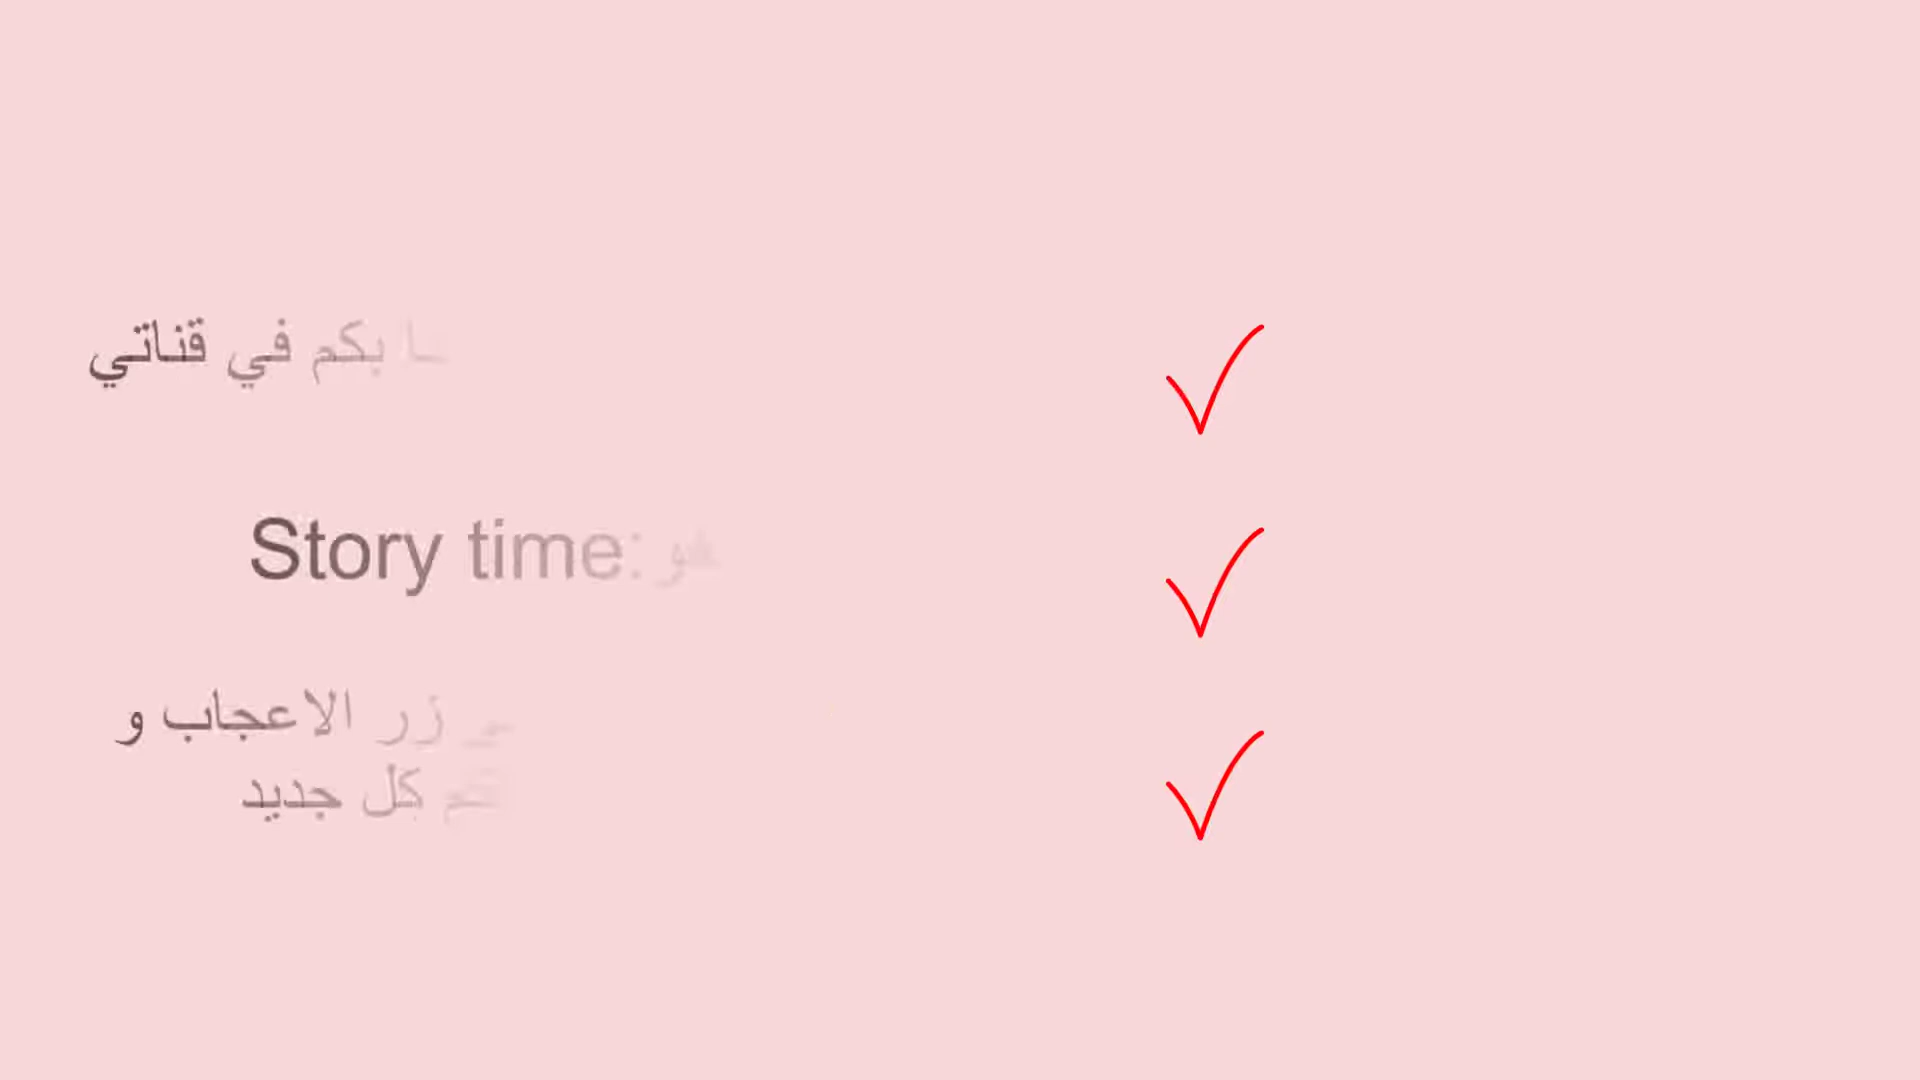 بكم في قناتي
Story time:
زر الاعجاب و
كل جديد